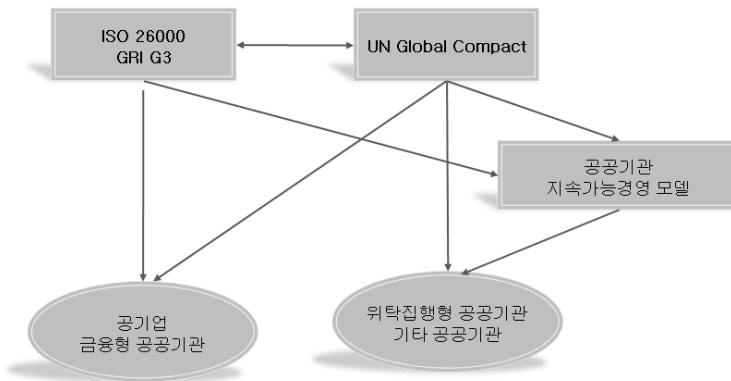 ISO 26000
GRI G3
UN Global Compact
공공기관
지속가능경영 모델
공기업
금융형 공공기관
위탁집행형 공공기관
기타 공공기관